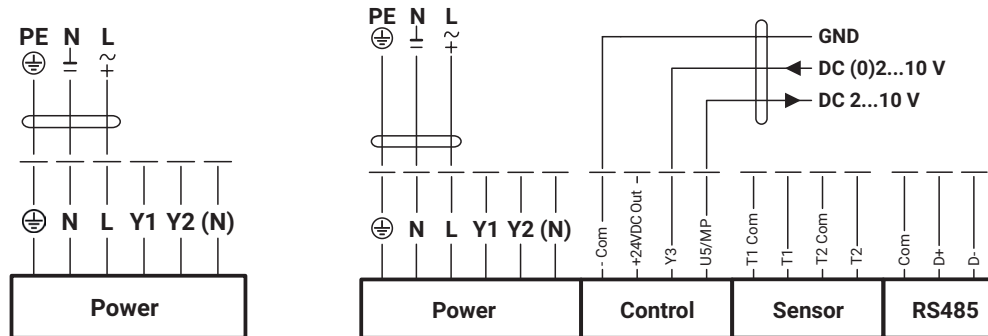 PE N L
N L Y1 Y2 (N)
Power
PE N L
GND
DC (0)2...10 V
DC 2...10 V
N L Y1 Y2 (N)
- Com
+24VDC Out
Y3
U5/MP
T1 Com
T1
T2 Com
T2
Com
D+
D-
Power
Control
Sensor
RS485